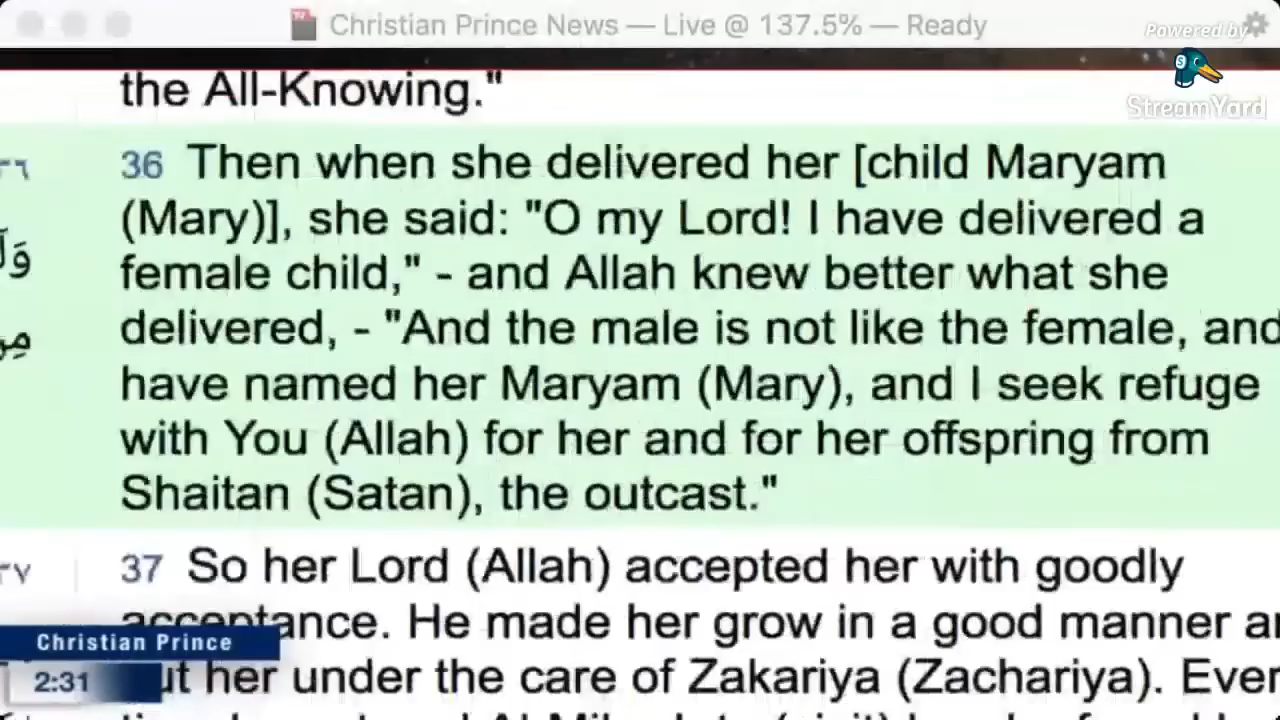 Christian Prince News — Live @ 137.5% — Ready
Powered by
StreamYard
the All-Knowing."
36 Then when she delivered her [child Maryam
(Mary)], she said: "O my Lord! I have delivered a
female child," - and Allah knew better what she
delivered, - "And the male is not like the female, and
have named her Maryam (Mary), and I seek refuge
with You (Allah) for her and for her offspring from
Shaitan (Satan), the outcast."
٣٦
٣٧
37 So her Lord (Allah) accepted her with goodly
acceptance. He made her grow in a good manner
her under the care of Zakariya (Zachariya).
Christian Prince
2:31